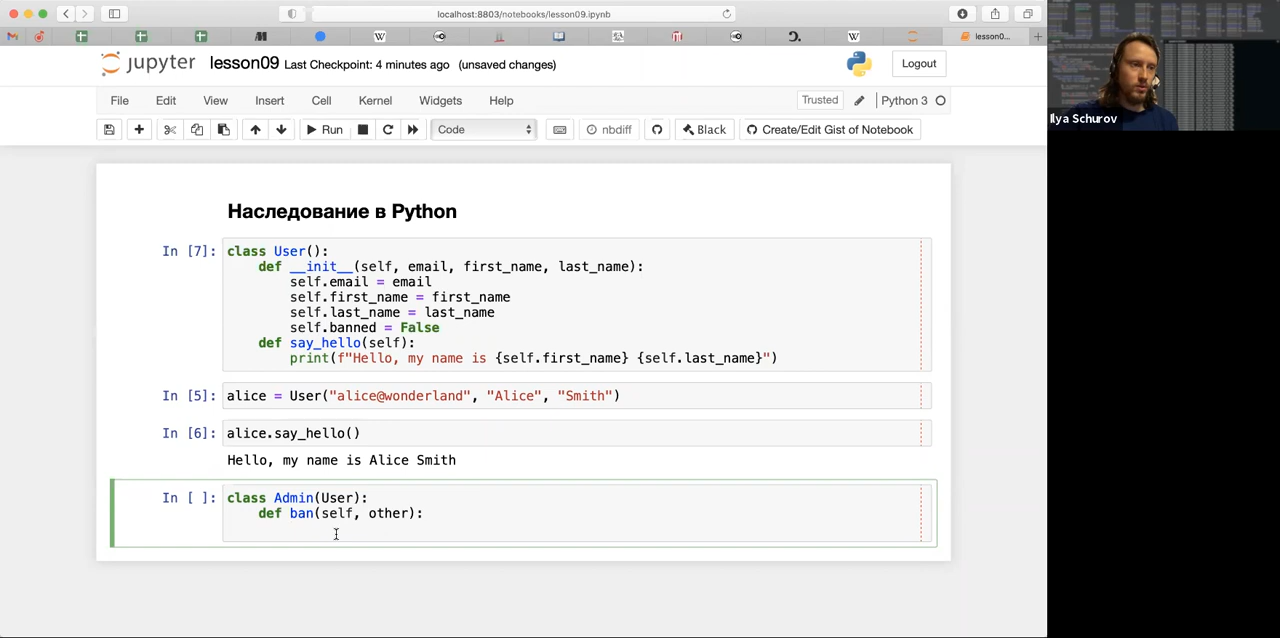 localhost:8803/notebooks/lesson09.ipynb
lesson0...
jupyter lesson09 Last Checkpoint: 4 minutes ago (unsaved changes)
Logout
File Edit View Insert Cell Kernel Widgets Help
Trusted Python 3
Run Code nbdiff Black Create/Edit Gist of Notebook
Ilya Schurov
Наследование в Python
In [7]: class User():
def __init__(self, email, first_name, last_name):
self.email = email
self.first_name = first_name
self.last_name = last_name
self.banned = False
def say_hello(self):
print(f"Hello, my name is {self.first_name} {self.last_name}")
In [5]: alice = User("alice@wonderland", "Alice", "Smith")
In [6]: alice.say_hello()
Hello, my name is Alice Smith
In [ ]: class Admin(User):
def ban(self, other):